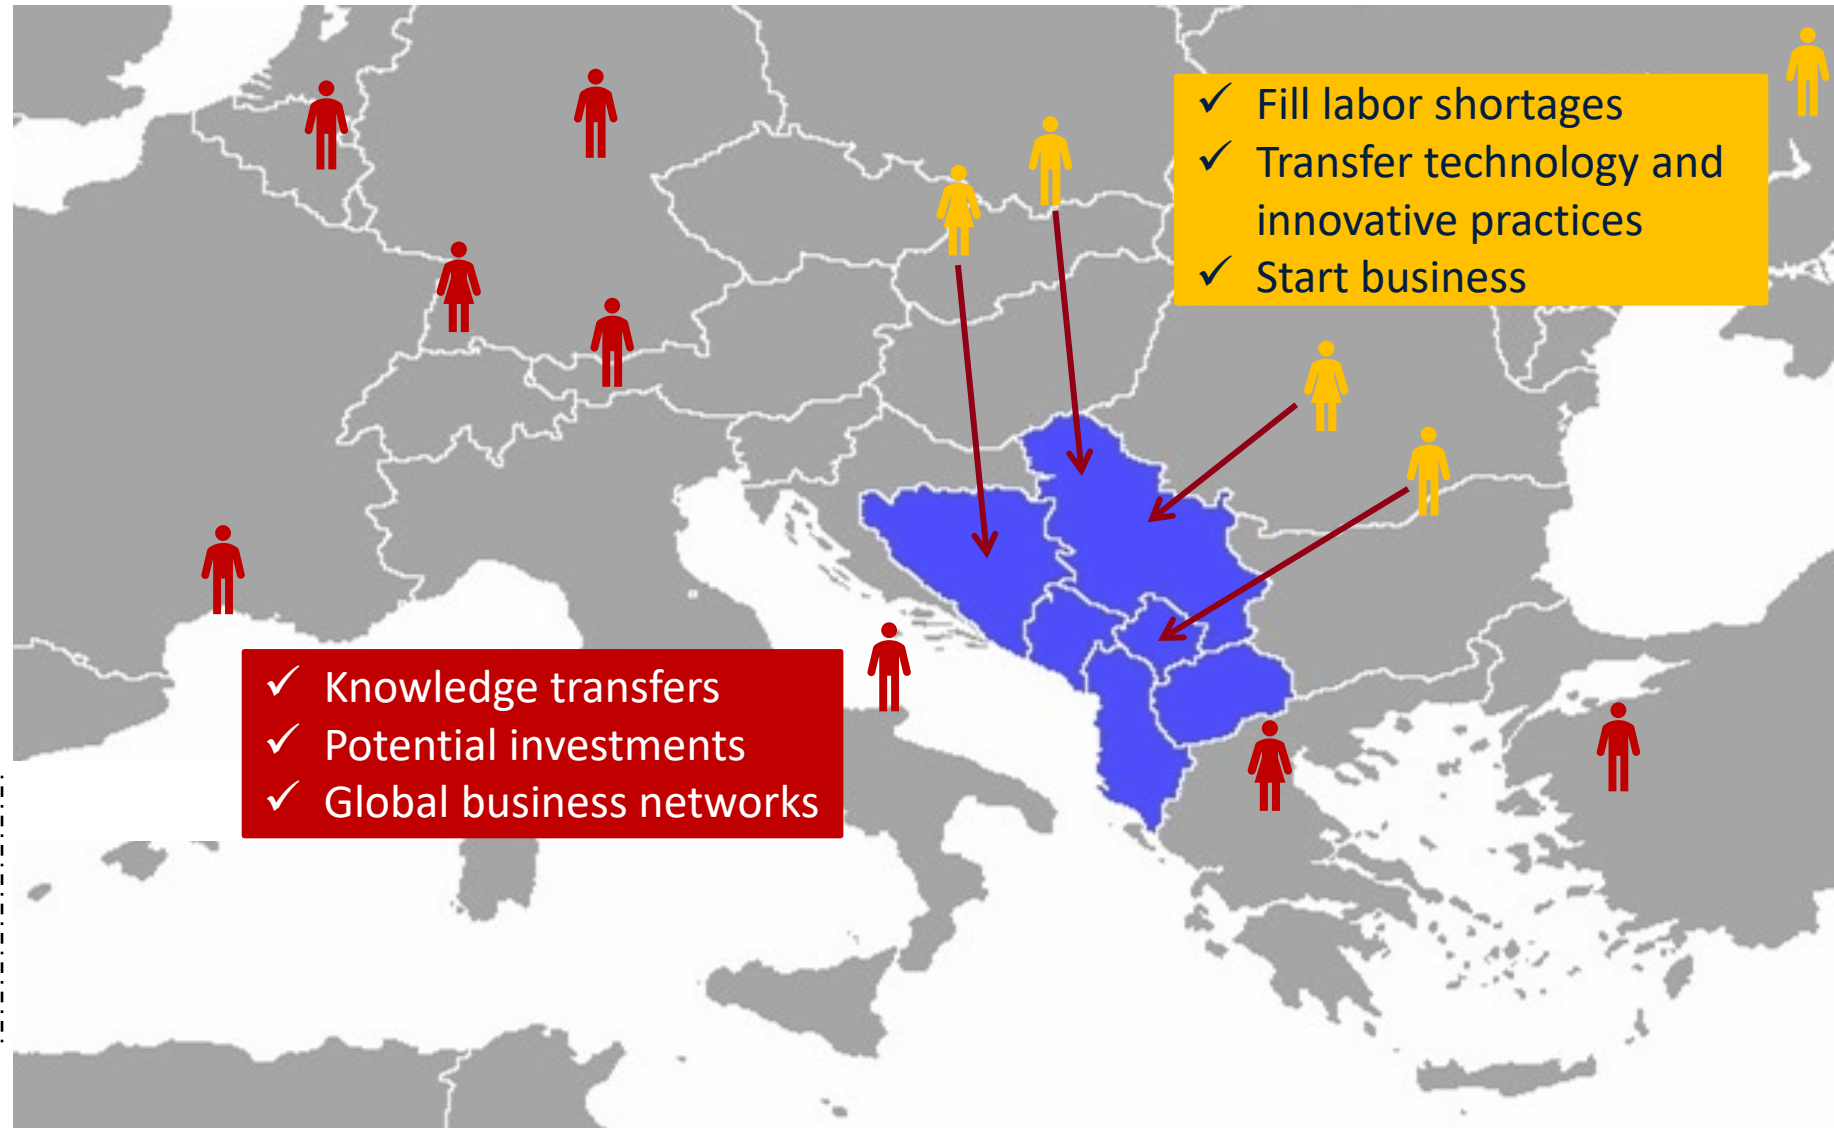 ✓ Fill labor shortages
✓ Transfer technology and
innovative practices
✓ Start business
✓ Knowledge transfers
✓ Potential investments
✓ Global business networks